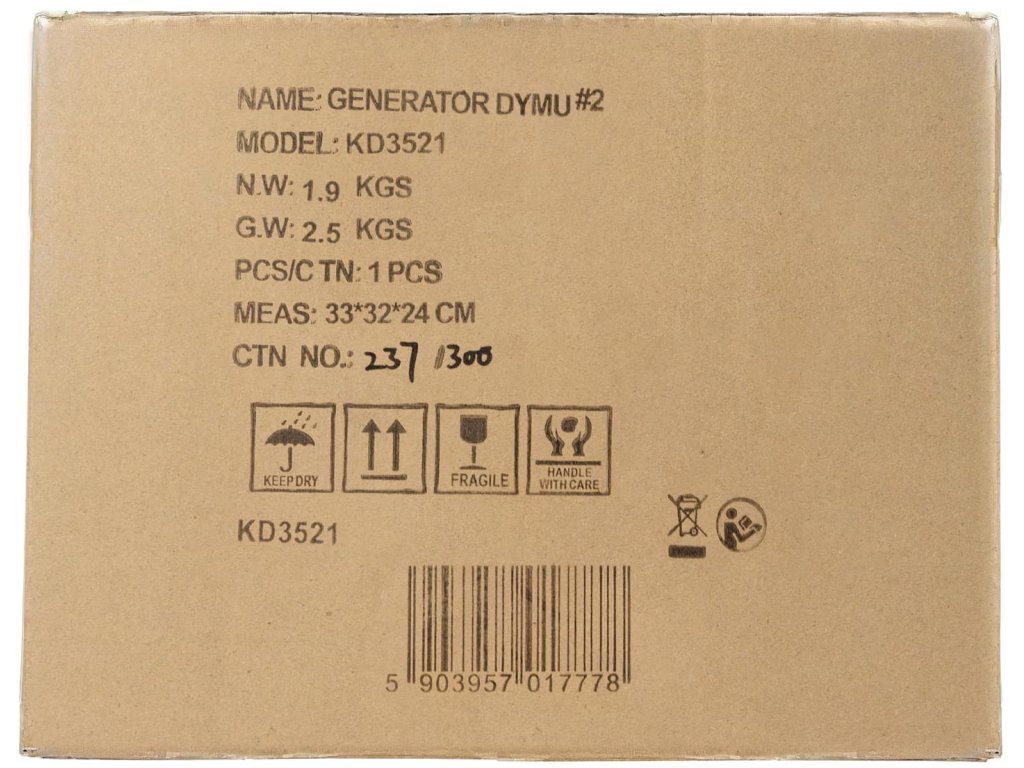 NAME: GENERATOR DYMU #2
MODEL: KD3521
N.W: 1.9 KGS
G.W: 2.5 KGS
PCS/CTN: 1 PCS
MEAS: 33*32*24 CM
CTN NO.: 237 /300
KEEP DRY
FRAGILE
HANDLE
WITH CARE
KD3521
5 903957 017778